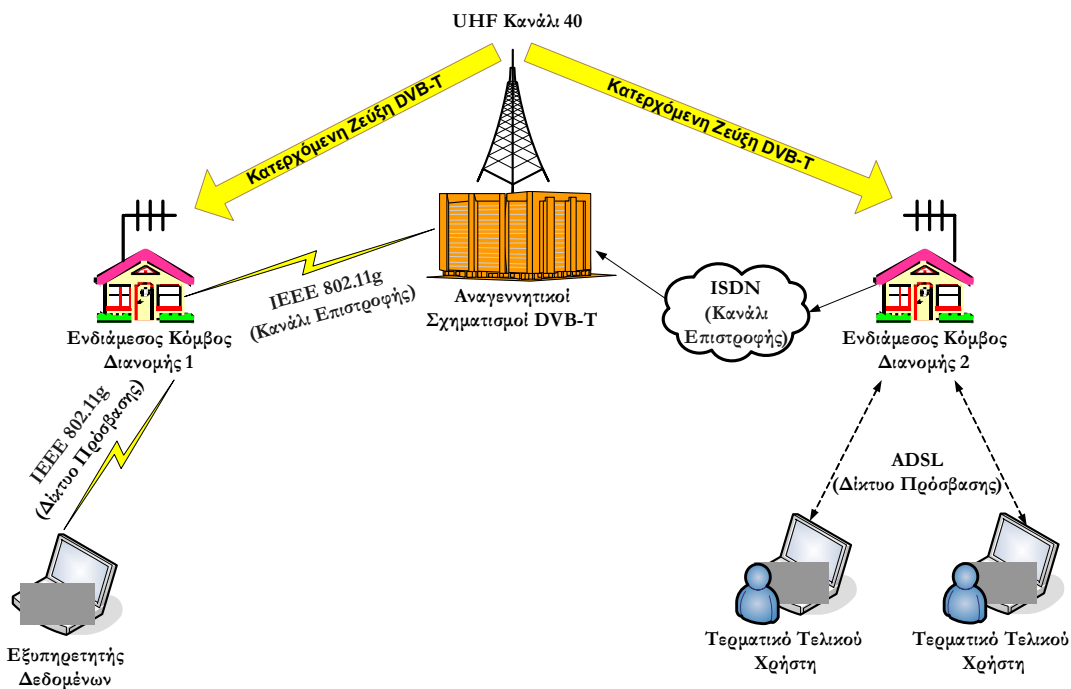 UHF Κανάλι 40
Κατερχόμενη Ζεύξη DVB-T
Κατερχόμενη Ζεύξη DVB-T
IEEE 802.11g
(Κανάλι Επιστροφής)
Αναγεννητικοί
Σχηματισμοί DVB-T
ISDN
(Κανάλι
Επιστροφής)
Ενδιάμεσος Κόμβος
Διανομής 1
Ενδιάμεσος Κόμβος
Διανομής 2
IEEE 802.11g
(Δίκτυο Πρόσβασης)
ADSL
(Δίκτυο Πρόσβασης)
Εξυπηρετητής
Δεδομένων
Τερματικό Τελικού
Χρήστη
Τερματικό Τελικού
Χρήστη